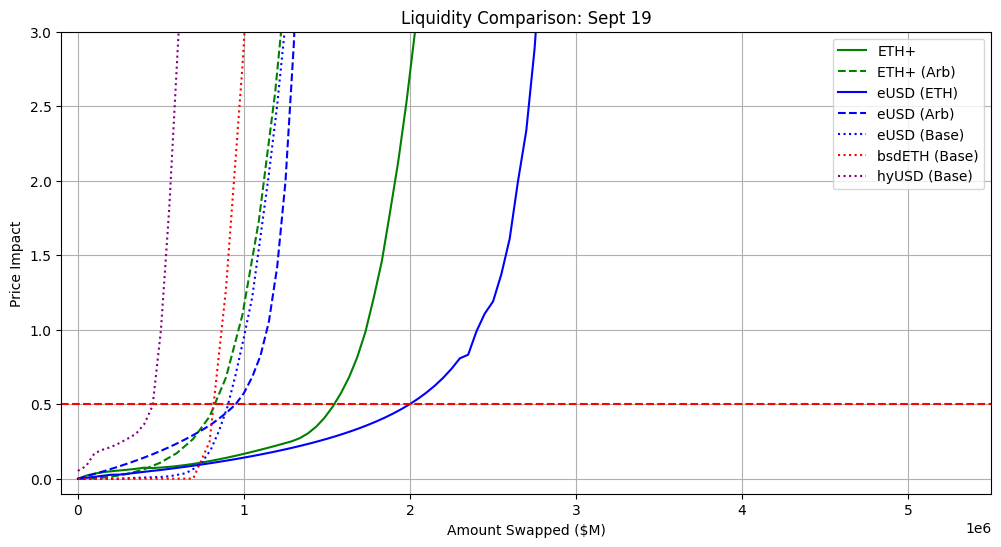 Liquidity Comparison: Sept 19
3.0
2.5
2.0
1.5
1.0
0.5
0.0
Price Impact
ETH+
ETH+ (Arb)
eUSD (ETH)
eUSD (Arb)
eUSD (Base)
bsdETH (Base)
hyUSD (Base)
0 1 2 3 4 5
1e6
Amount Swapped ($M)